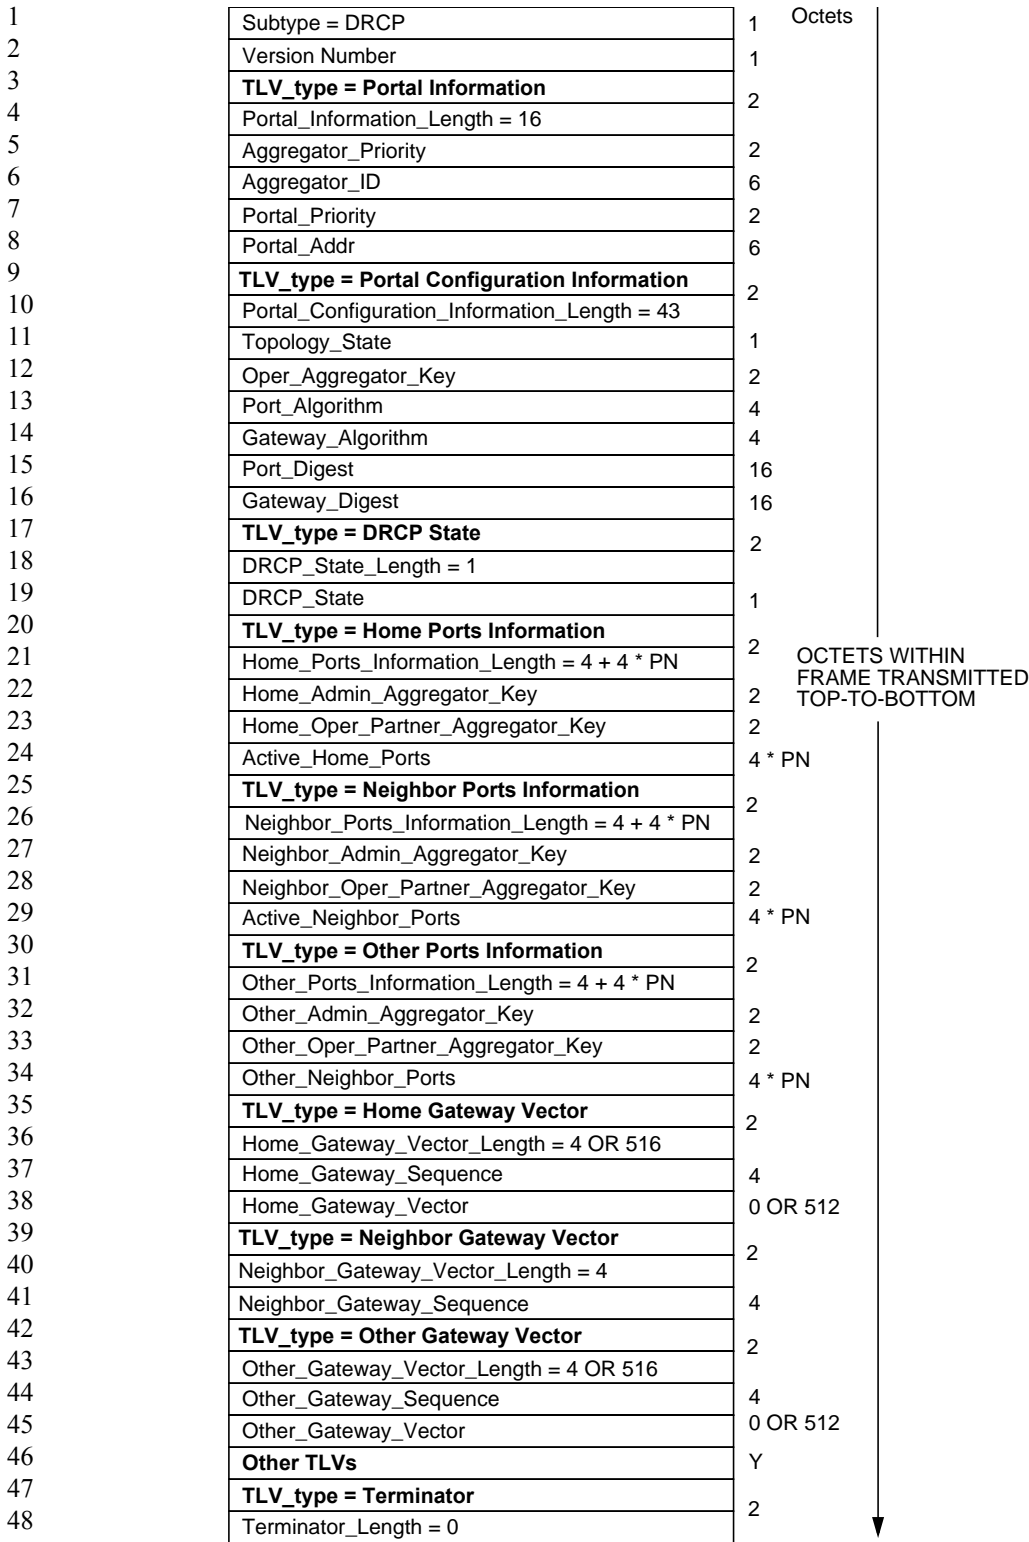 1 Subtype = DRCP 1 Octets
2 Version Number 1
3 TLV_type = Portal Information
2
4 Portal_Information_Length = 16
5 Aggregator_Priority 2
6 Aggregator_ID 6
7 Portal_Priority 2
8 Portal_Addr 6
9 TLV_type = Portal Configuration Information
2
10 Portal_Configuration_Information_Length = 43
11 Topology_State 1
12 Oper_Aggregator_Key 2
13 Port_Algorithm 4
14 Gateway_Algorithm 4
15 Port_Digest 16
16 Gateway_Digest 16
17 TLV_type = DRCP State
2
18 DRCP_State_Length = 1
19 DRCP_State 1
20 TLV_type = Home Ports Information
2
21 Home_Ports_Information_Length = 4 + 4 * PN
OCTETS WITHIN
FRAME TRANSMITTED
TOP-TO-BOTTOM
22 Home_Admin_Aggregator_Key 2
23 Home_Oper_Partner_Aggregator_Key 2
24 Active_Home_Ports 4 * PN
25 TLV_type = Neighbor Ports Information
2
26 Neighbor_Ports_Information_Length = 4 + 4 * PN
27 Neighbor_Admin_Aggregator_Key 2
28 Neighbor_Oper_Partner_Aggregator_Key 2
29 Active_Neighbor_Ports 4 * PN
30 TLV_type = Other Ports Information
2
31 Other_Ports_Information_Length = 4 + 4 * PN
32 Other_Admin_Aggregator_Key 2
33 Other_Oper_Partner_Aggregator_Key 2
34 Other_Neighbor_Ports 4 * PN
35 TLV_type = Home Gateway Vector
2
36 Home_Gateway_Vector_Length = 4 OR 516
37 Home_Gateway_Sequence 4
38 Home_Gateway_Vector 0 OR 512
39 TLV_type = Neighbor Gateway Vector
2
40 Neighbor_Gateway_Vector_Length = 4
41 Neighbor_Gateway_Sequence 4
42 TLV_type = Other Gateway Vector
2
43 Other_Gateway_Vector_Length = 4 OR 516
44 Other_Gateway_Sequence 4
45 Other_Gateway_Vector 0 OR 512
46 Other TLVs Y
47 TLV_type = Terminator
2
48 Terminator_Length = 0